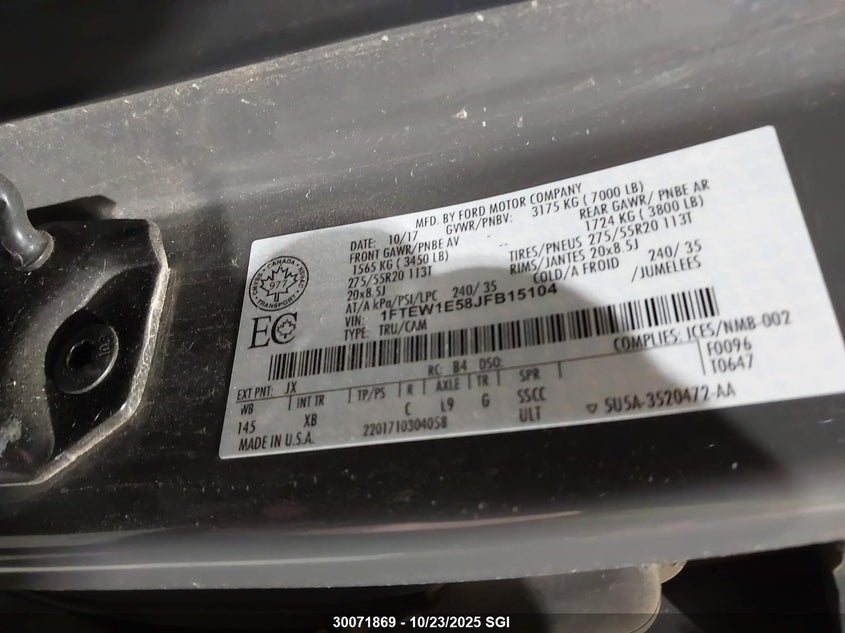 MFD. BY FORD MOTOR COMPANY
DATE: 10/17 GVWR/PNBV: 3175 KG ( 7000 LB)
FRONT GAWR/PNBE AV REAR GAWR/ PNBE AR
1565 KG ( 3450 LB) 1724 KG ( 3800 LB)
275/55R20 113T TIRES/PNEUS 275/55R20 113T
20x8.5J RIMS/JANTES 20x8.5J
AT/A kPa/PSI/LPC 240/ 35 COLD/A FROID 240/ 35
VIN: 1FTEW1E58JFB15104 /JUMELEES
TYPE: TRU/CAM
CANADA
977
TRANSPORT
EC
COMPLIES: ICES/NMB-002
F0096
T0647
EXT PNT: JX RC: B4 DSO:
WB INT TR TP/PS R AXLE TR SPR
145 XB C L9 G SSCC
ULT
MADE IN U.S.A. 2201710304058 5U5A-3520472-AA
30071869 - 10/23/2025 SGI